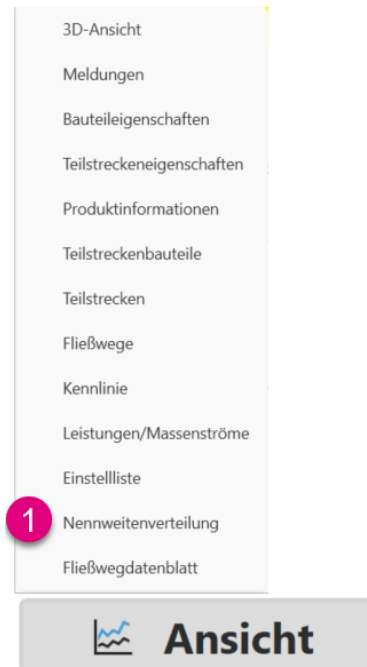 3D-Ansicht
Meldungen
Bauteileigenschaften
Teilstreckeneigenschaften
Produktinformationen
Teilstreckenbauteile
Teilstrecken
Fließwege
Kennlinie
Leistungen/Massenströme
Einstellliste
1 Nennweitenverteilung
Fließwegdatenblatt
Ansicht